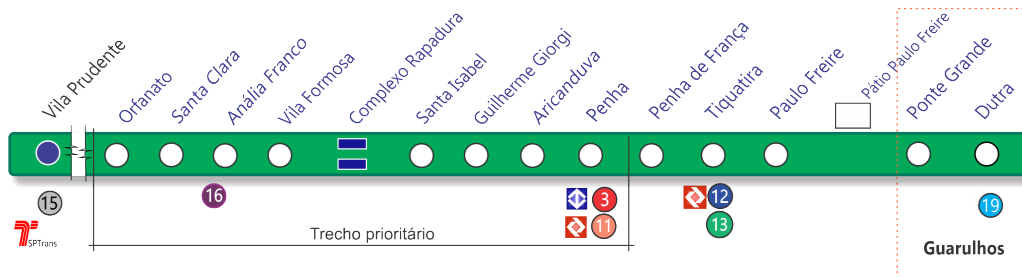 Vila Prudente
Orfanato
Santa Clara
Anália Franco
Vila Formosa
Complexo Rapadura
Santa Isabel
Guilherme Giorgi
Aricanduva
Penha
Penha de França
Tiquatira
Paulo Freire
Pátio Paulo Freire
Ponte Grande
Dutra
15
16
3
11
12
13
19
SPTrans
Trecho prioritário
Guarulhos